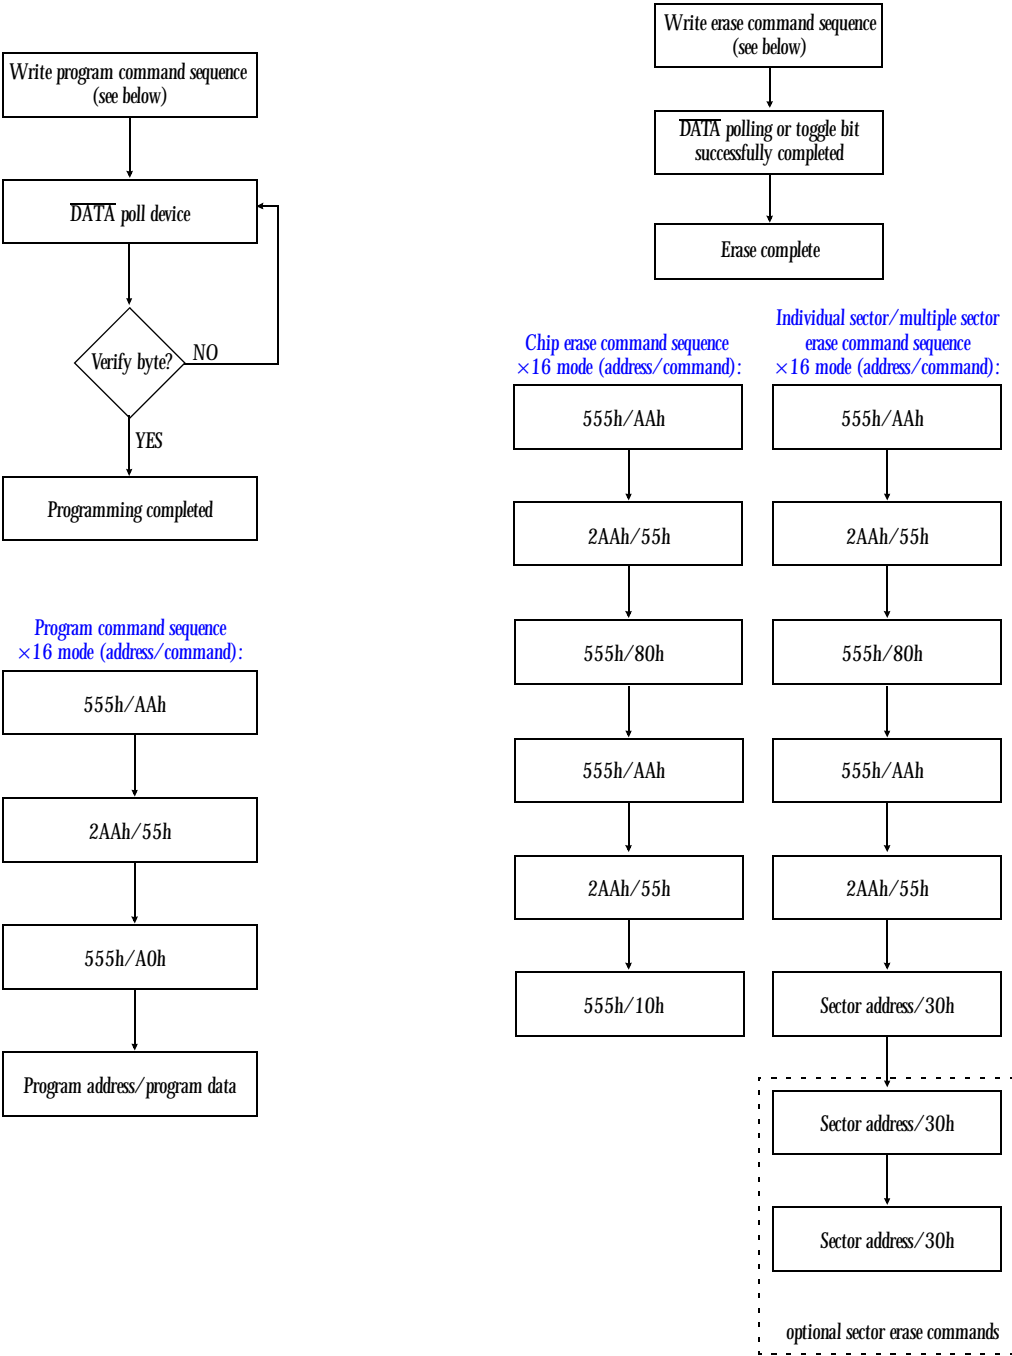 Write program command sequence
(see below)
DATA poll device
Verify byte?
NO
YES
Programming completed
Program command sequence
×16 mode (address/command):
555h/AAh
2AAh/55h
555h/A0h
Program address/program data
Write erase command sequence
(see below)
DATA polling or toggle bit
successfully completed
Erase complete
Chip erase command sequence
×16 mode (address/command):
555h/AAh
2AAh/55h
555h/80h
555h/AAh
2AAh/55h
555h/10h
Individual sector/multiple sector
erase command sequence
×16 mode (address/command):
555h/AAh
2AAh/55h
555h/80h
555h/AAh
2AAh/55h
Sector address/30h
Sector address/30h
Sector address/30h
optional sector erase commands